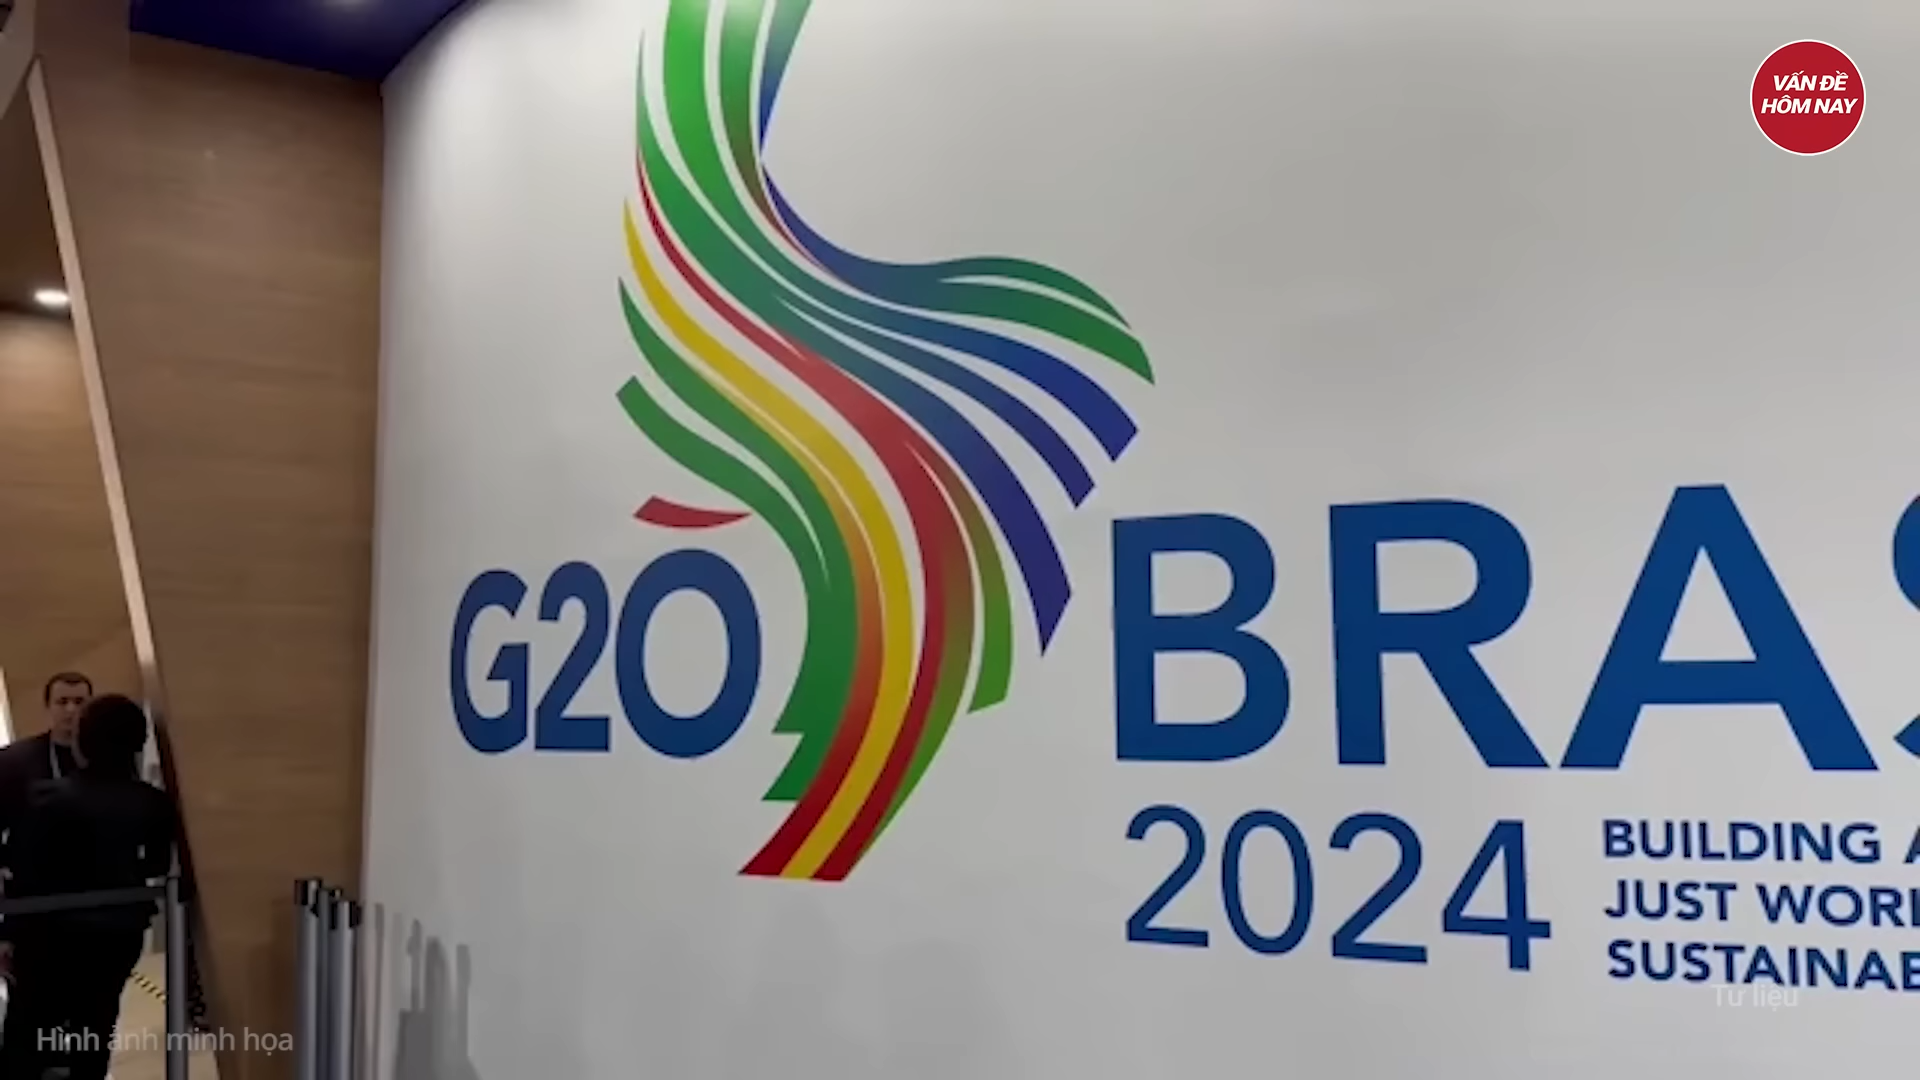 VẤN ĐỀ
HÔM NAY
G20
BRAS
2024
BUILDING A
JUST WORL
SUSTAINAB
Tư liệu
Hình ảnh minh họa